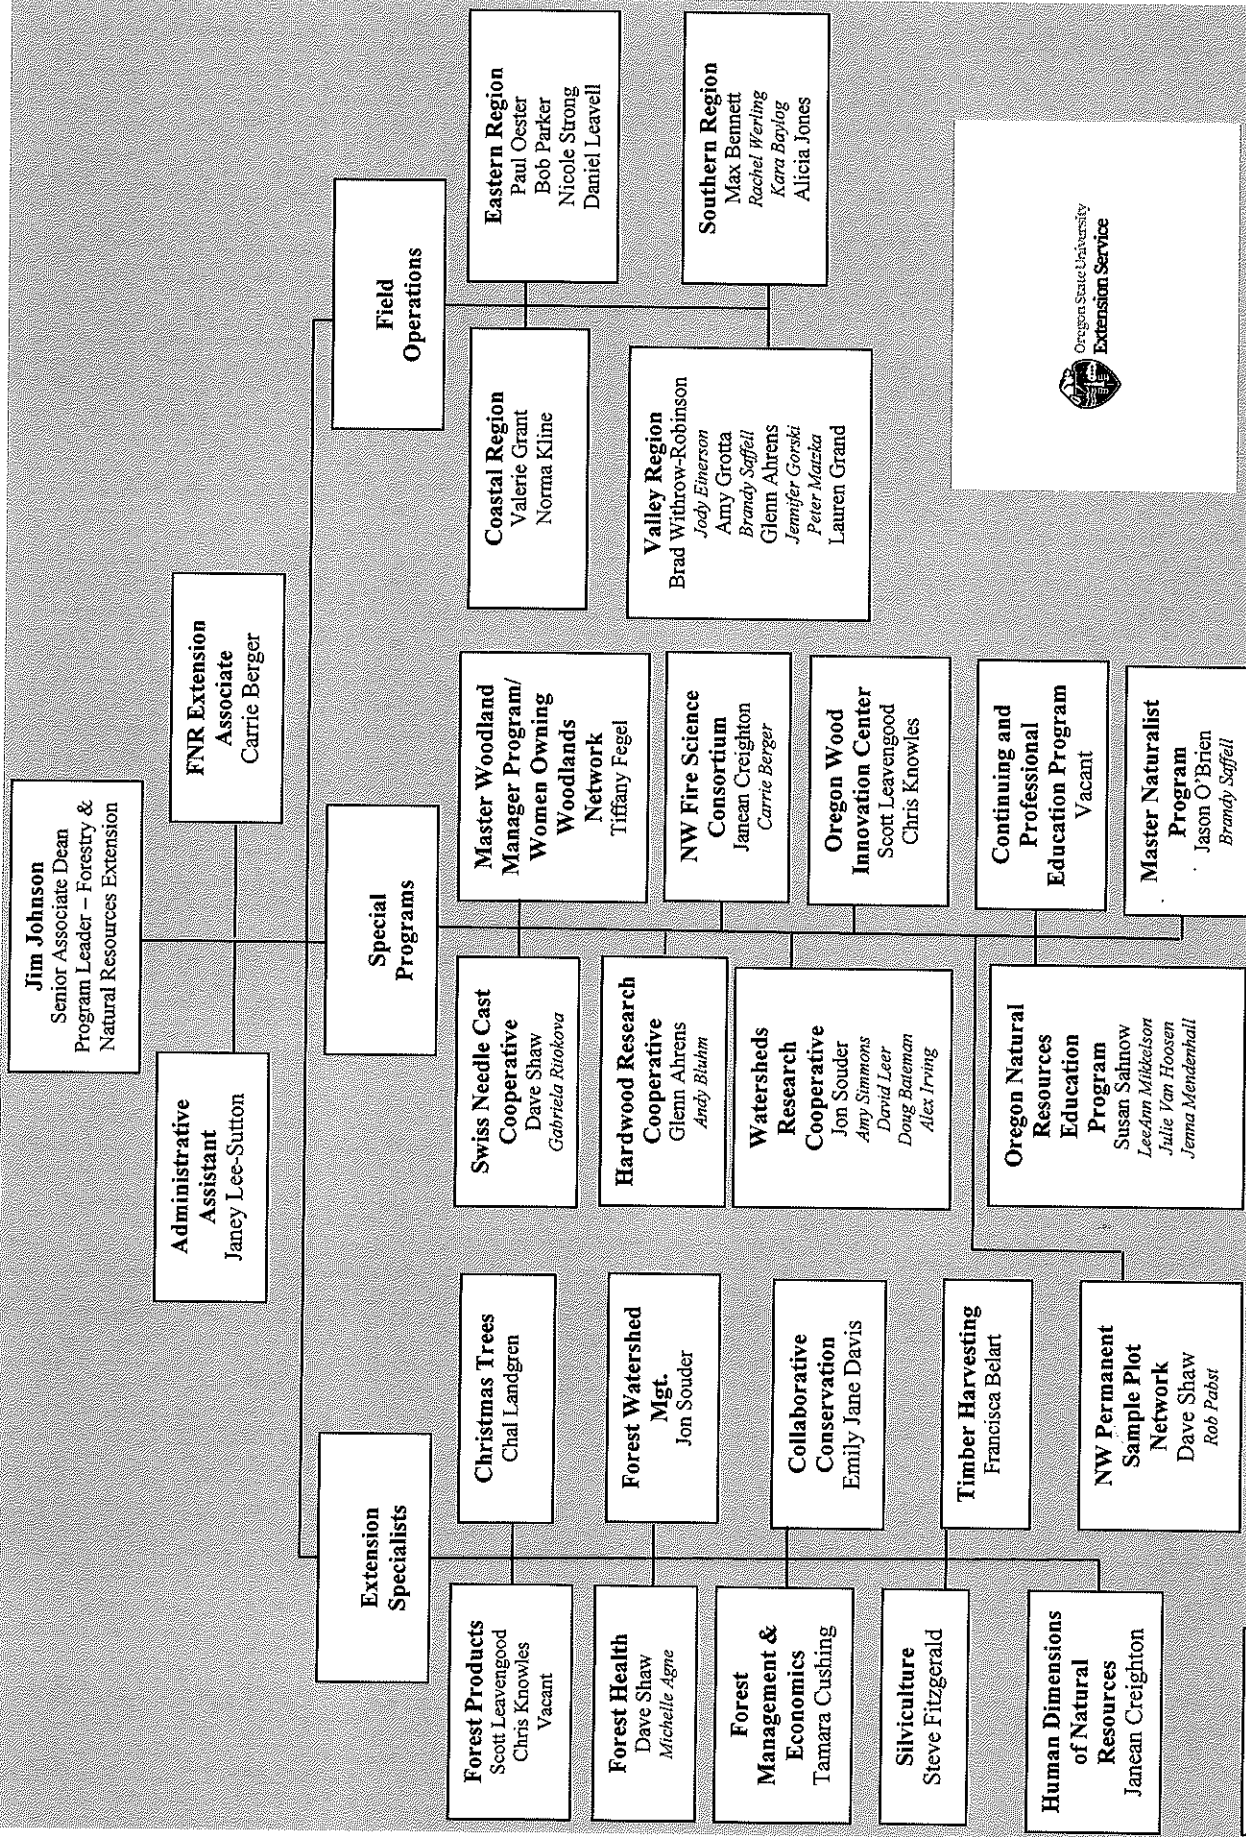 Jim Johnson
Senior Associate Dean
Program Leader – Forestry &
Natural Resources Extension
Administrative
Assistant
Janey Lee-Sutton
FNR Extension
Associate
Carrie Berger
Extension
Specialists
Special
Programs
Field
Operations
Forest Products
Scott Leavengood
Chris Knowles
Vacant
Christmas Trees
Chal Landgren
Forest Health
Dave Shaw
Michelle Agne
Forest Watershed
Mgt.
Jon Souder
Forest
Management &
Economics
Tamara Cushing
Collaborative
Conservation
Emily Jane Davis
Silviculture
Steve Fitzgerald
Timber Harvesting
Francisca Belart
Human Dimensions
of Natural
Resources
Janean Creighton
NW Permanent
Sample Plot
Network
Dave Shaw
Rob Pabst
Swiss Needle Cast
Cooperative
Dave Shaw
Gabriela Ritokova
Master Woodland
Manager Program/
Women Owning
Woodlands
Network
Tiffany Fegel
Hardwood Research
Cooperative
Glenn Ahrens
Andy Bluhm
NW Fire Science
Consortium
Janean Creighton
Carrie Berger
Watersheds
Research
Cooperative
Jon Souder
Amy Simmons
David Leer
Doug Bateman
Alex Irving
Oregon Wood
Innovation Center
Scott Leavengood
Chris Knowles
Oregon Natural
Resources
Education
Program
Susan Sahnow
LeeAnn Mikkelson
Julie Van Hoosen
Jenna Mendenhall
Continuing and
Professional
Education Program
Vacant
Master Naturalist
Program
Jason O'Brien
Brandy Saffell
Coastal Region
Valerie Grant
Norma Kline
Eastern Region
Paul Oester
Bob Parker
Nicole Strong
Daniel Leavell
Valley Region
Brad Withrow-Robinson
Jody Einerson
Amy Grotta
Brandy Saffell
Glenn Ahrens
Jennifer Gorski
Peter Matzka
Lauren Grand
Southern Region
Max Bennett
Rachel Werling
Kara Baylog
Alicia Jones
Oregon State University
Extension Service